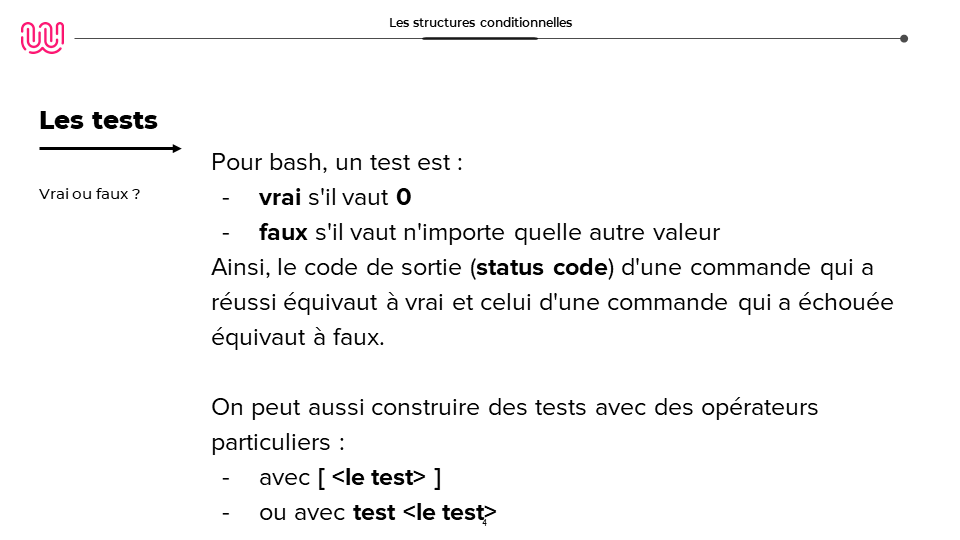 Les structures conditionnelles
Les tests
Vrai ou faux ?
Pour bash, un test est :
- vrai s'il vaut 0
- faux s'il vaut n'importe quelle autre valeur
Ainsi, le code de sortie (status code) d'une commande qui a
réussi équivaut à vrai et celui d'une commande qui a échouée
équivaut à faux.
On peut aussi construire des tests avec des opérateurs
particuliers :
- avec [ <le test> ]
- ou avec test <le test>
4